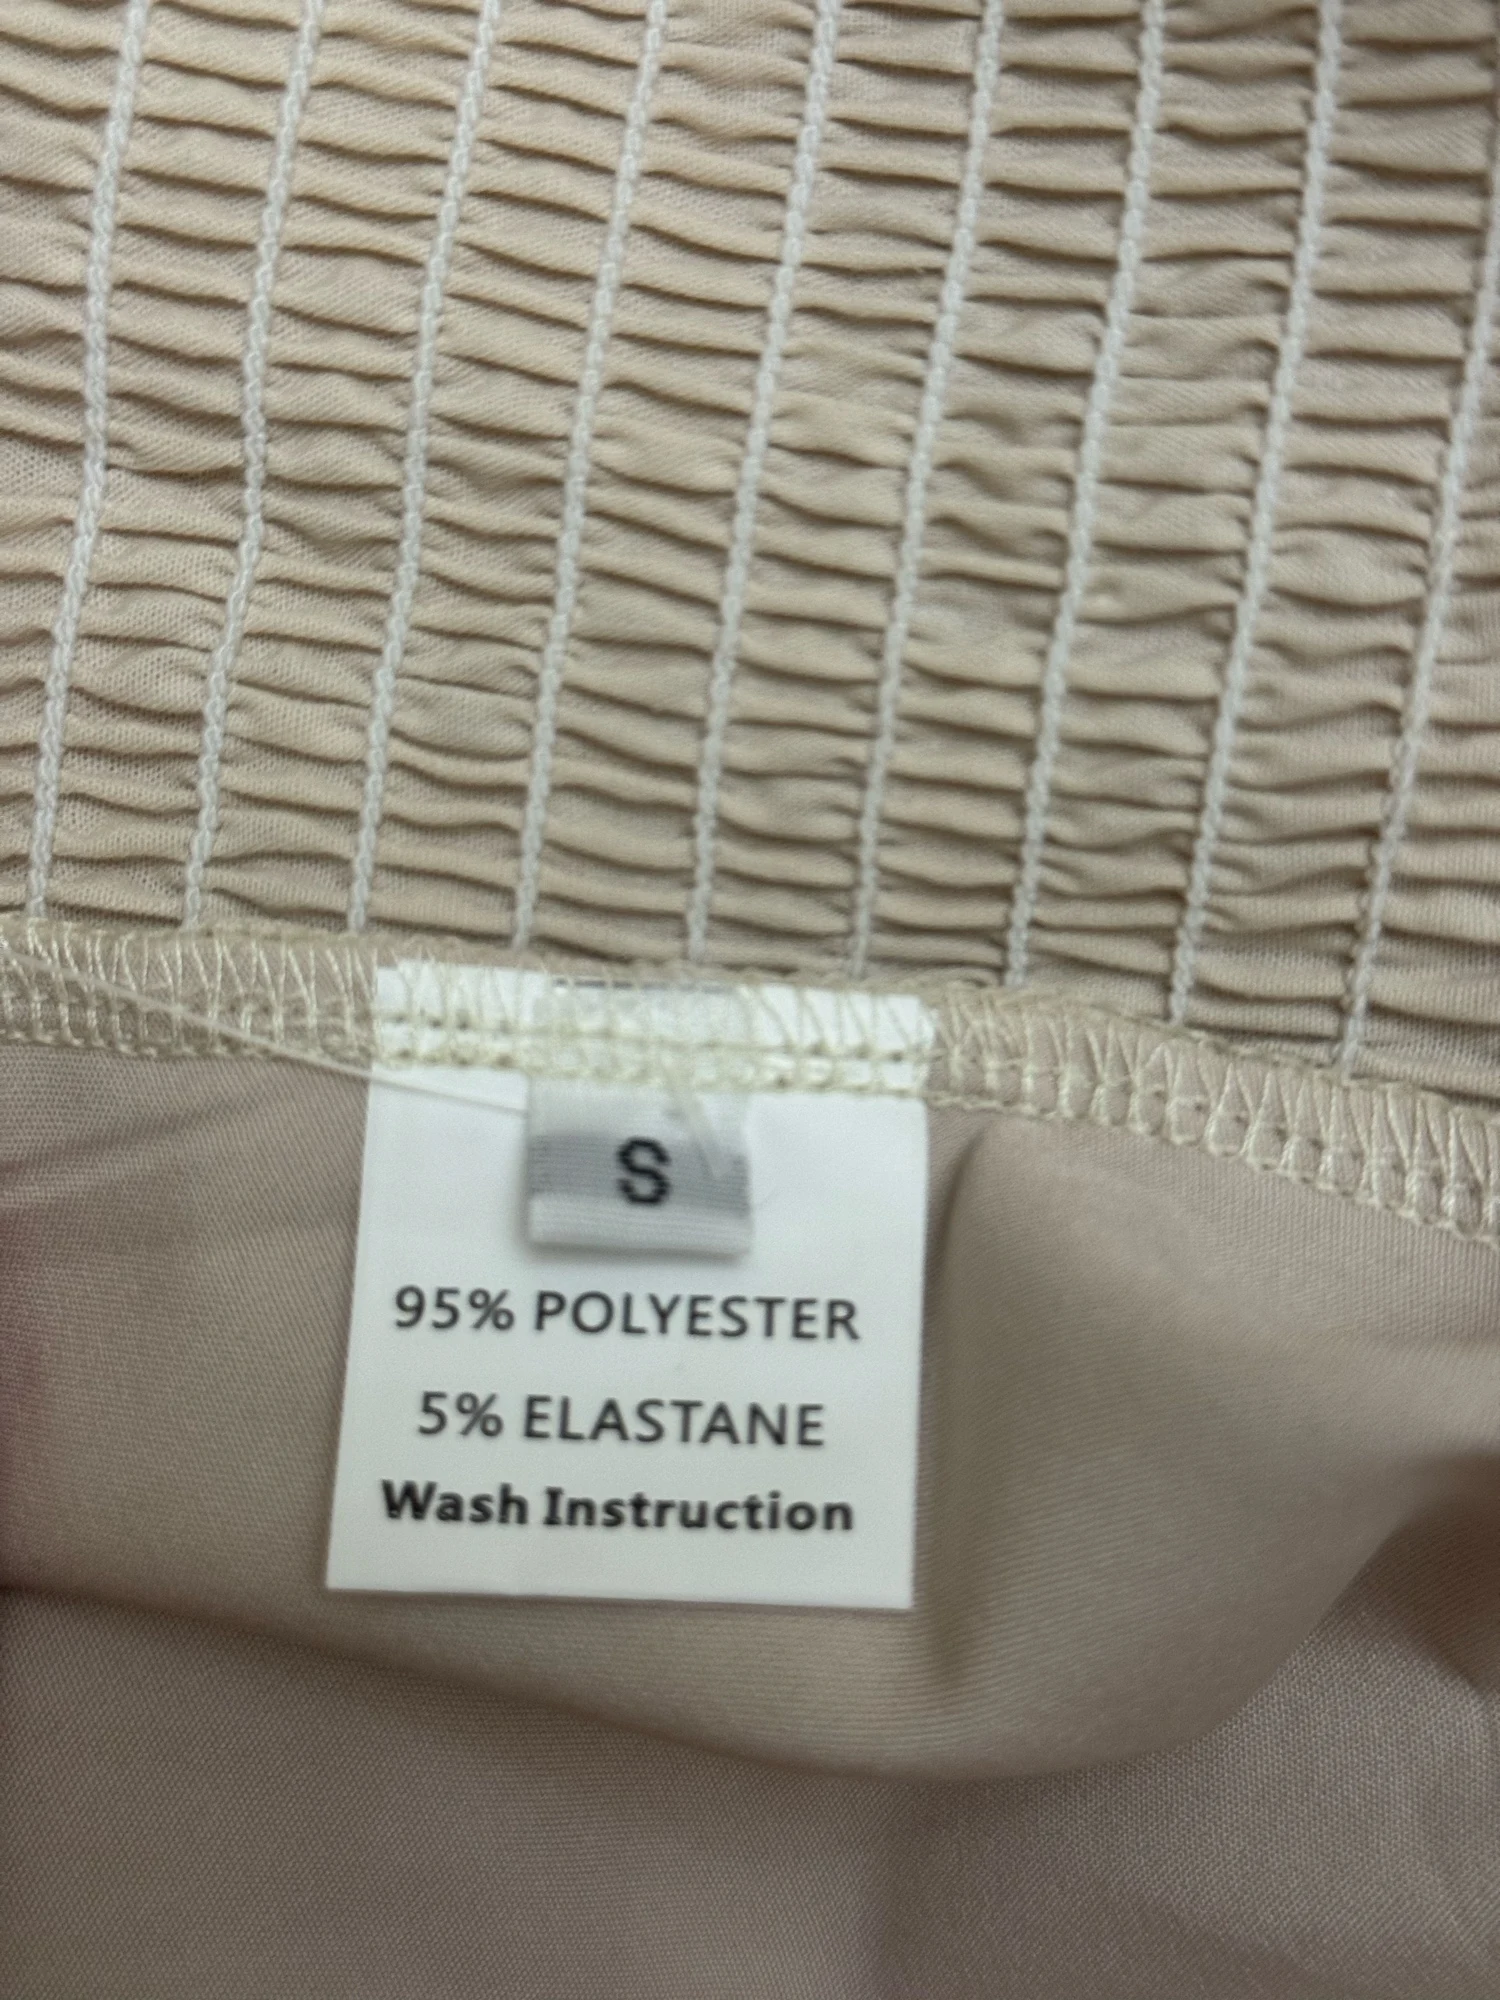 S
95% POLYESTER
5% ELASTANE
Wash Instruction